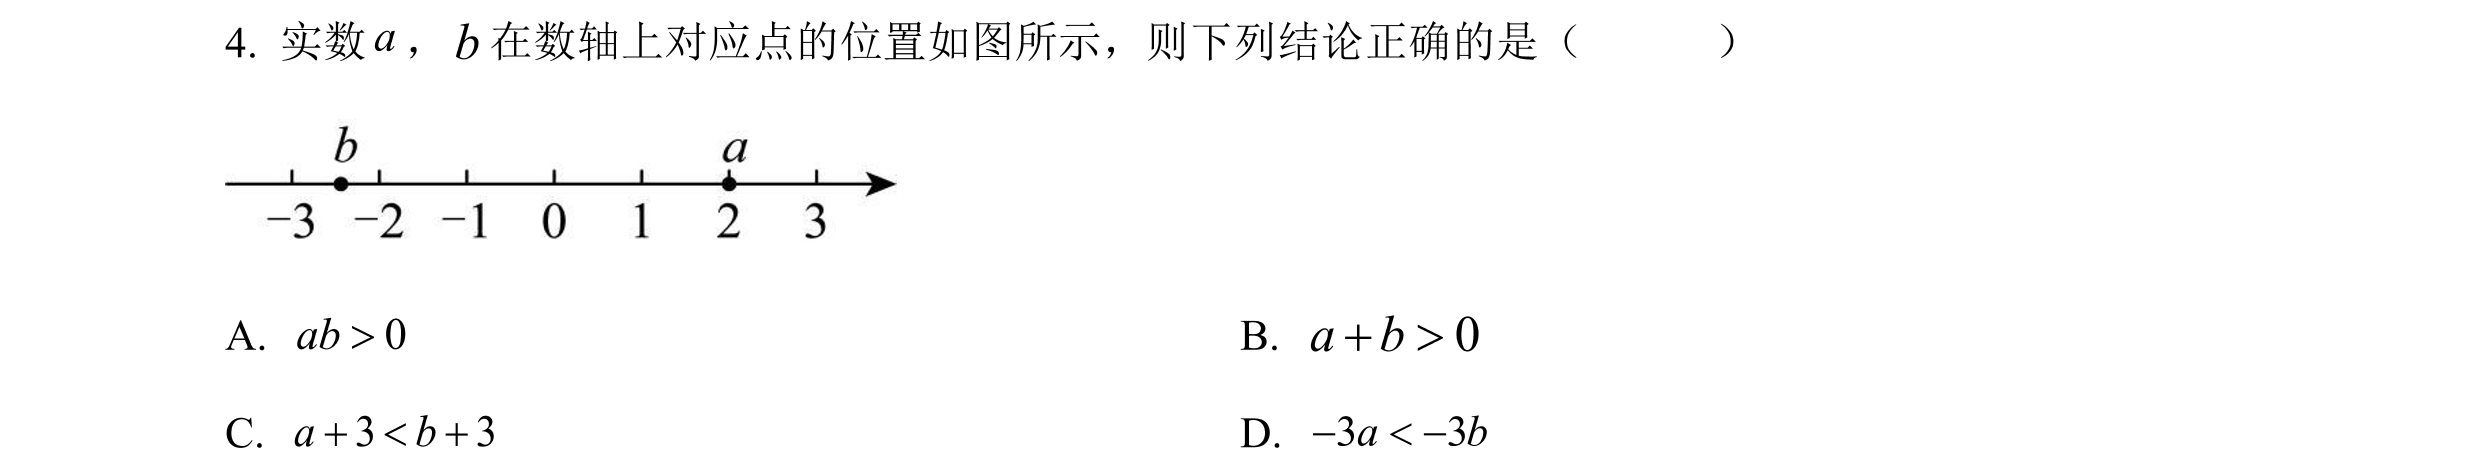 4. 实数a，b在数轴上对应点的位置如图所示，则下列结论正确的是（　　）
b a
−3 −2 −1 0 1 2 3
A. ab > 0 B. a + b > 0
C. a + 3 < b + 3 D. −3a < −3b